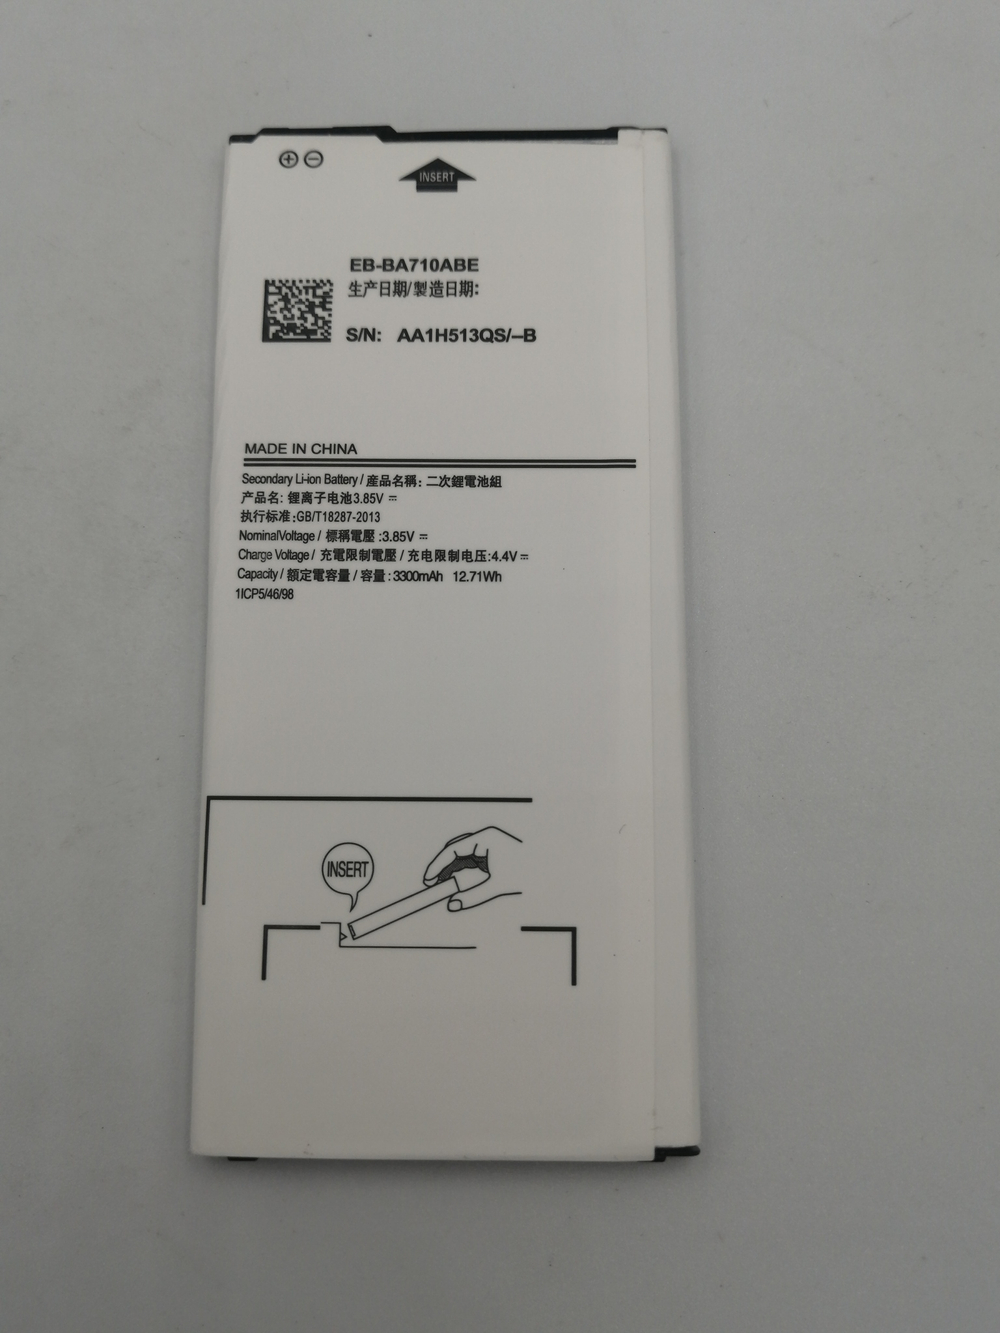 ⊕⊖
INSERT
EB-BA710ABE
生产日期/製造日期:
S/N: AA1H513QS/--B
MADE IN CHINA
Secondary Li-ion Battery / 産品名稱: 二次鋰電池組
产品名: 锂离子电池3.85V ⎓
执行标准:GB/T18287-2013
NominalVoltage / 標稱電壓 :3.85V ⎓
Charge Voltage / 充電限制電壓 / 充电限制电压:4.4V ⎓
Capacity / 額定電容量 / 容量 : 3300mAh 12.71Wh
1ICP5/46/98
INSERT